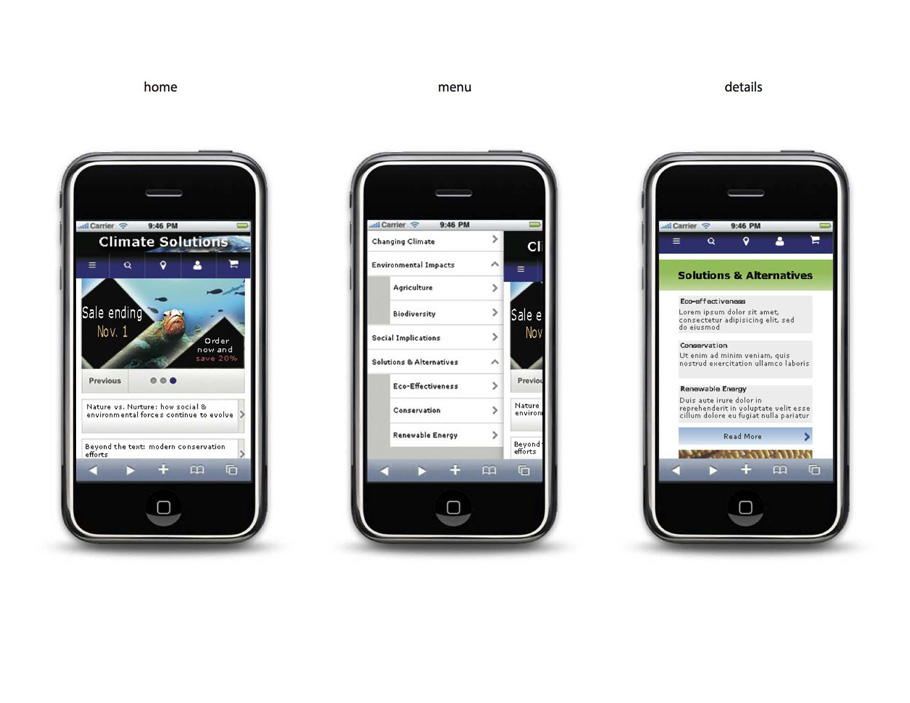 home
menu
details
Carrier 9:46 PM
Climate Solutions
Sale ending
Nov. 1
Order
now and
save 20%
Previous
Nature vs. Nurture: how social &
environmental forces continue to evolve
Beyond the text: modern conservation
efforts
Carrier 9:46 PM
Changing Climate
Environmental Impacts
Agriculture
Biodiversity
Social Implications
Solutions & Alternatives
Eco-Effectiveness
Conservation
Renewable Energy
Cl
Sale e
Nov.
Previou
Nature
environm
Beyond t
efforts
Carrier 9:46 PM
Solutions & Alternatives
Eco-effectiveness
Lorem ipsum dolor sit amet,
consectetur adipisicing elit, sed
do eiusmod
Conservation
Ut enim ad minim veniam, quis
nostrud exercitation ullamco laboris
Renewable Energy
Duis aute irure dolor in
reprehenderit in voluptate velit esse
cillum dolore eu fugiat nulla pariatur
Read More